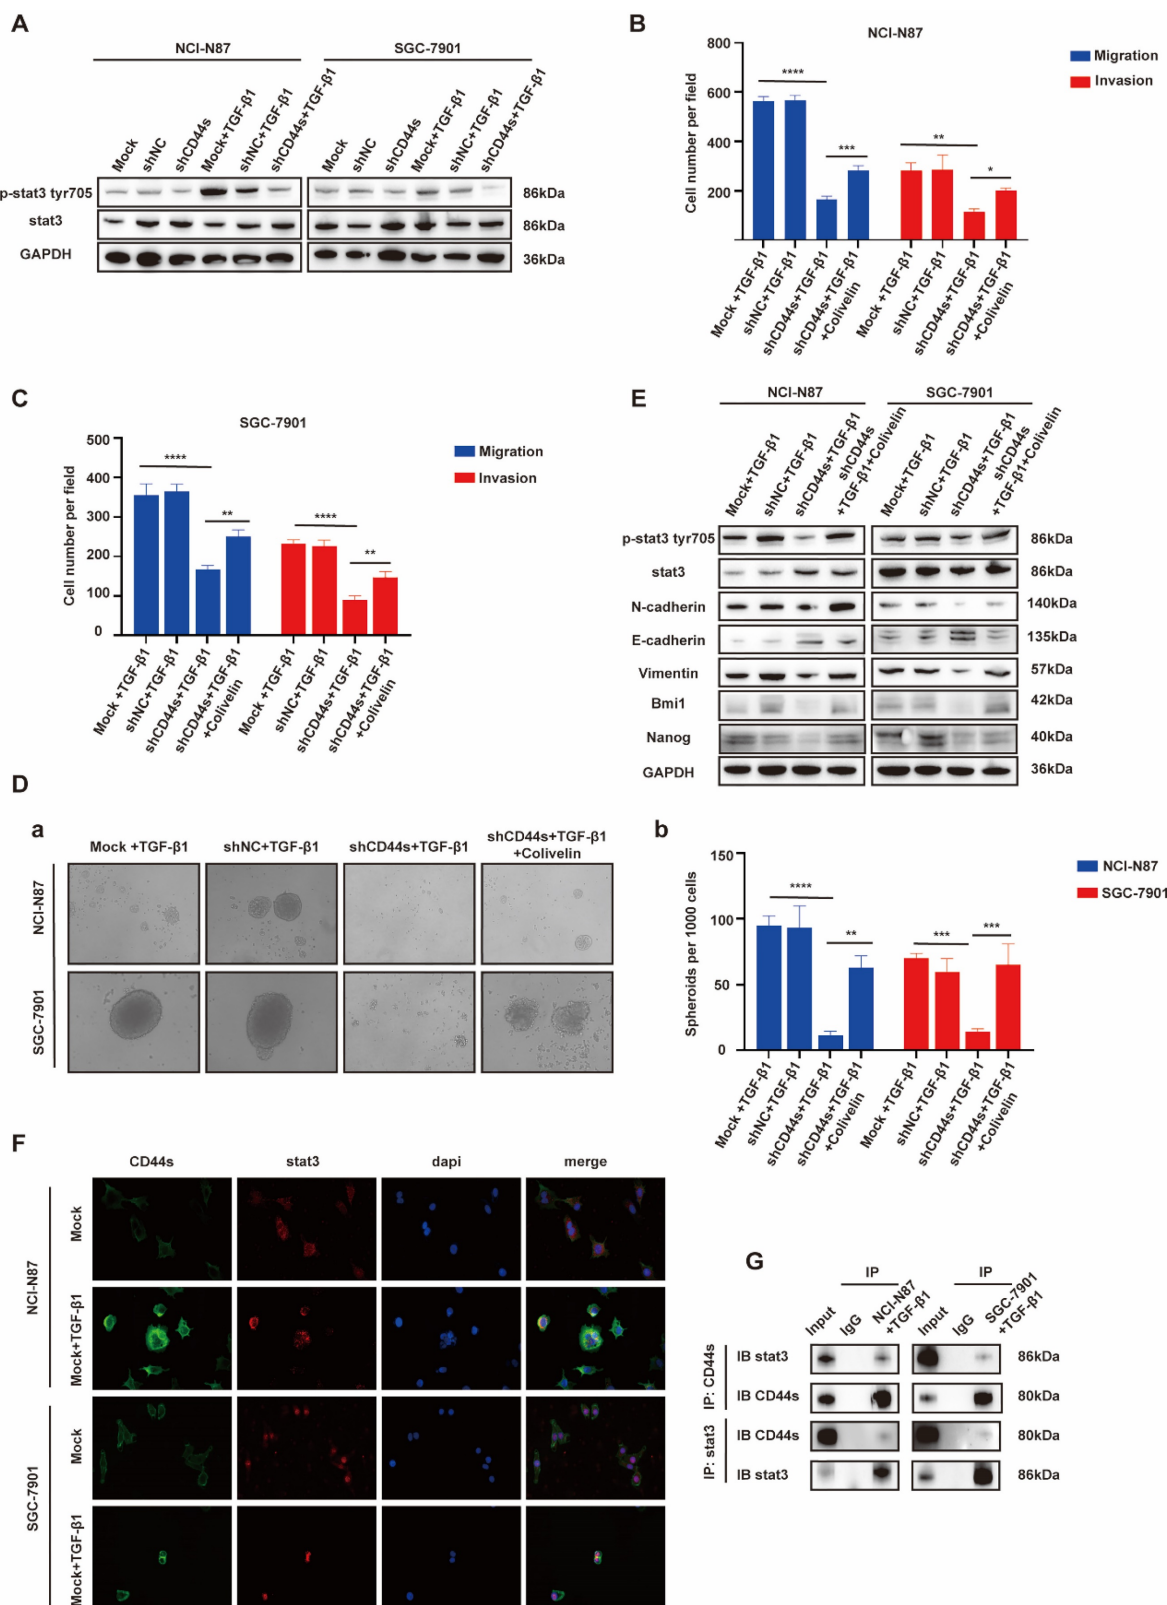 A
NCI-N87
SGC-7901
Mock
shNC
shCD44s
Mock+TGF-β1
shNC+TGF-β1
shCD44s+TGF-β1
Mock
shNC
shCD44s
Mock+TGF-β1
shNC+TGF-β1
shCD44s+TGF-β1
p-stat3 tyr705
86kDa
stat3
86kDa
GAPDH
36kDa
B
NCI-N87
Migration
Invasion
Cell number per field
800
600
400
200
****
***
**
*
Mock +TGF-β1
shNC+TGF-β1
shCD44s+TGF-β1
shCD44s+TGF-β1
+Colivelin
Mock +TGF-β1
shNC+TGF-β1
shCD44s+TGF-β1
shCD44s+TGF-β1
+Colivelin
C
SGC-7901
Migration
Invasion
Cell number per field
500
400
300
200
100
0
****
**
****
**
Mock +TGF-β1
shNC+TGF-β1
shCD44s+TGF-β1
shCD44s+TGF-β1
+Colivelin
Mock +TGF-β1
shNC+TGF-β1
shCD44s+TGF-β1
shCD44s+TGF-β1
+Colivelin
E
NCI-N87
SGC-7901
Mock+TGF-β1
shNC+TGF-β1
shCD44s+TGF-β1
shCD44s
+TGF-β1+Colivelin
Mock+TGF-β1
shNC+TGF-β1
shCD44s+TGF-β1
shCD44s
+TGF-β1+Colivelin
p-stat3 tyr705
86kDa
stat3
86kDa
N-cadherin
140kDa
E-cadherin
135kDa
Vimentin
57kDa
Bmi1
42kDa
Nanog
40kDa
GAPDH
36kDa
D
a
Mock +TGF-β1
shNC+TGF-β1
shCD44s+TGF-β1
shCD44s+TGF-β1
+Colivelin
NCI-N87
SGC-7901
b
NCI-N87
SGC-7901
Spheroids per 1000 cells
150
100
50
0
****
**
***
***
Mock +TGF-β1
shNC+TGF-β1
shCD44s+TGF-β1
shCD44s+TGF-β1
+Colivelin
Mock +TGF-β1
shNC+TGF-β1
shCD44s+TGF-β1
shCD44s+TGF-β1
+Colivelin
F
CD44s
stat3
dapi
merge
NCI-N87
Mock
Mock+TGF-β1
SGC-7901
Mock
Mock+TGF-β1
G
IP
IP
Input
IgG
NCI-N87
+TGF-β1
Input
IgG
SGC-7901
+TGF-β1
IP: CD44s
IB stat3
86kDa
IB CD44s
80kDa
IP: stat3
IB CD44s
80kDa
IB stat3
86kDa